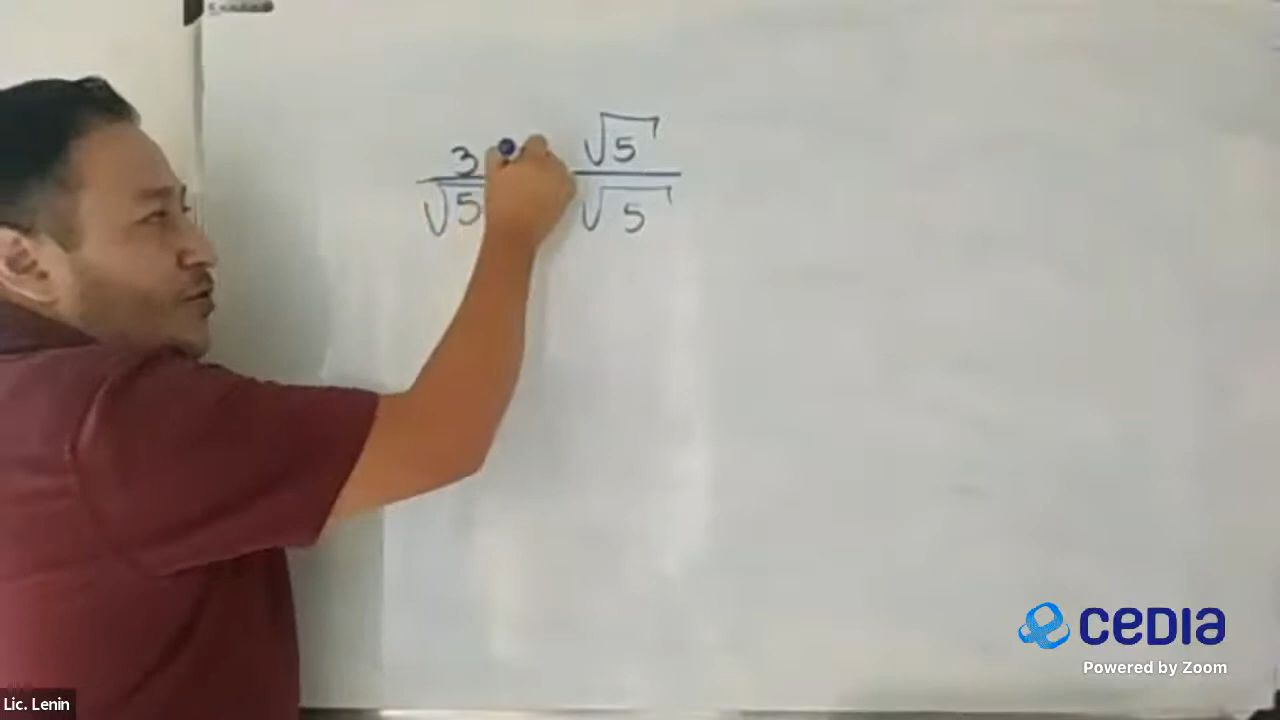 3 √5
√5 √5
cedia
Powered by Zoom
Lic. Lenin